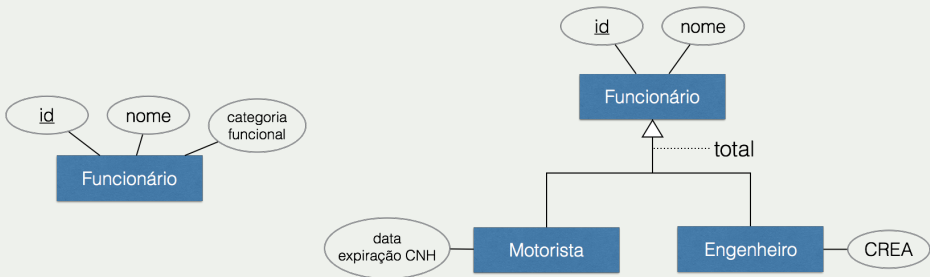 id
nome
categoria
funcional
Funcionário
id
nome
Funcionário
total
data
expiração CNH
Motorista
Engenheiro
CREA